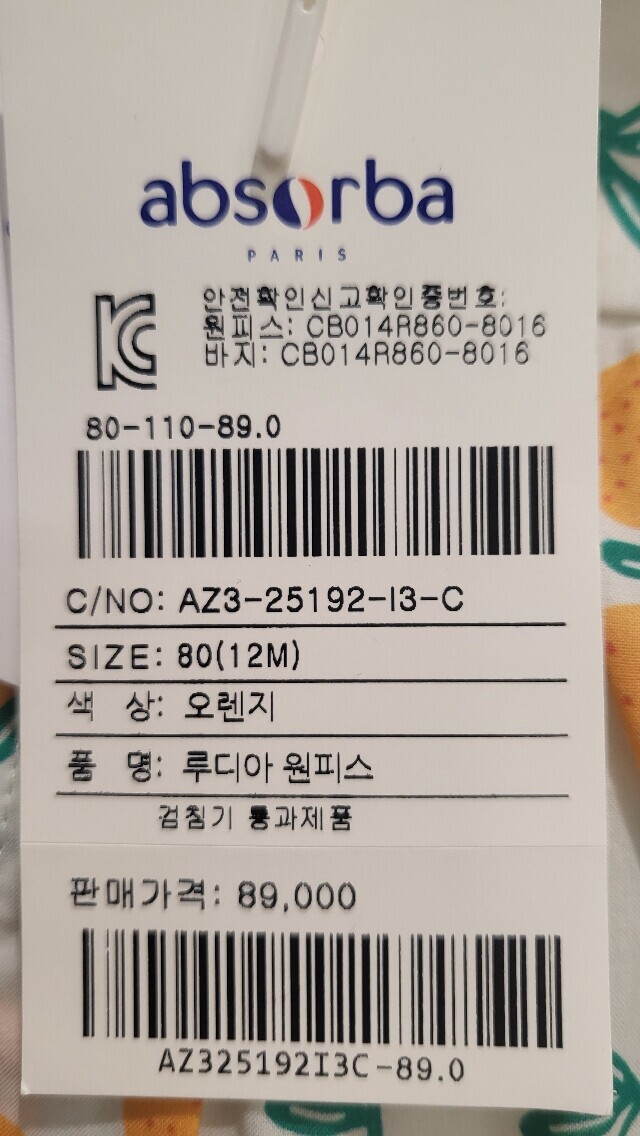 absorba
PARIS
안전확인신고확인증번호:
원피스: CB014R860-8016
바지: CB014R860-8016
80-110-89.0
C/NO: AZ3-25192-I3-C
SIZE: 80(12M)
색 상: 오렌지
품 명: 루디아 원피스
검침기 통과제품
판매가격: 89,000
AZ325192I3C-89.0